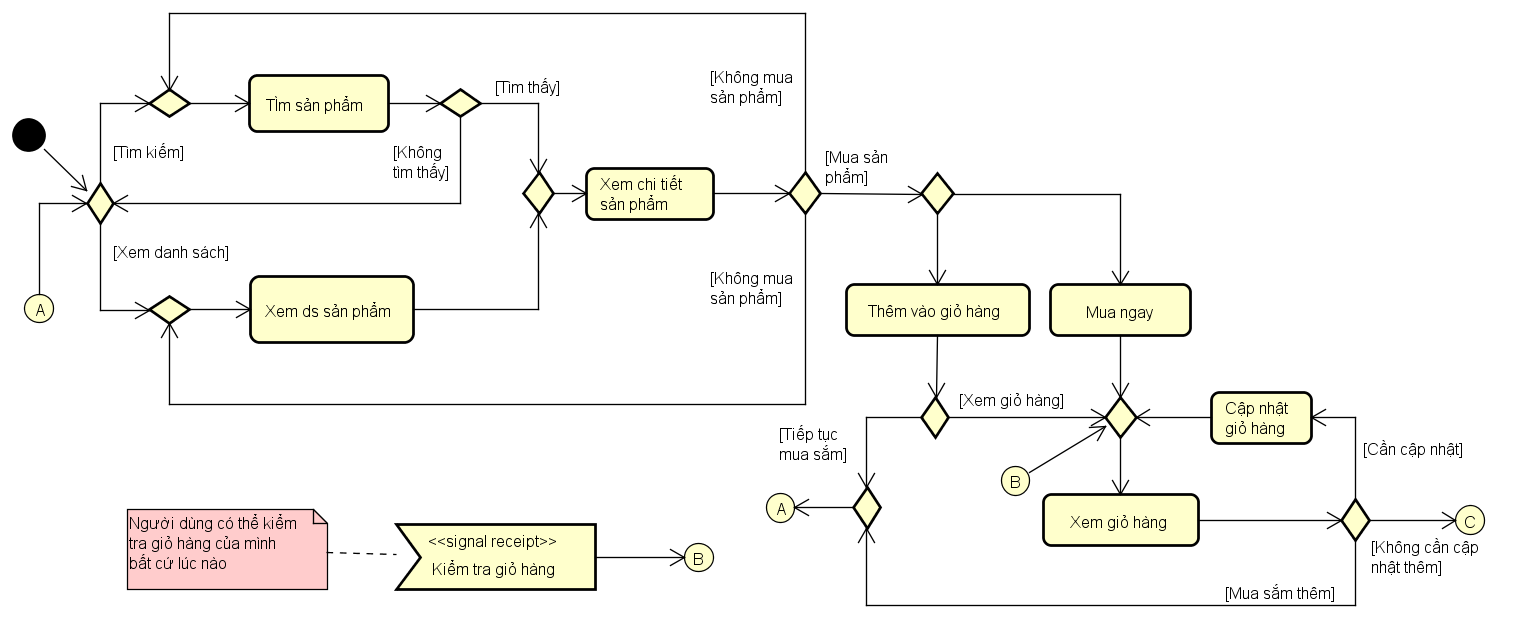 [Không mua
sản phẩm]
[Tìm thấy]
TÌm sản phẩm
[Tìm kiếm]
[Không
tìm thấy]
[Mua sản
phẩm]
Xem chi tiết
sản phẩm
[Xem danh sách]
[Không mua
sản phẩm]
A
Xem ds sản phẩm
Thêm vào giỏ hàng
Mua ngay
[Xem giỏ hàng]
Cập nhật
giỏ hàng
[Tiếp tục
mua sắm]
[Cần cập nhật]
B
A
Xem giỏ hàng
C
[Không cần cập
nhật thêm]
[Mua sắm thêm]
Người dùng có thể kiểm
tra giỏ hàng của mình
bất cứ lúc nào
<<signal receipt>>
Kiểm tra giỏ hàng
B